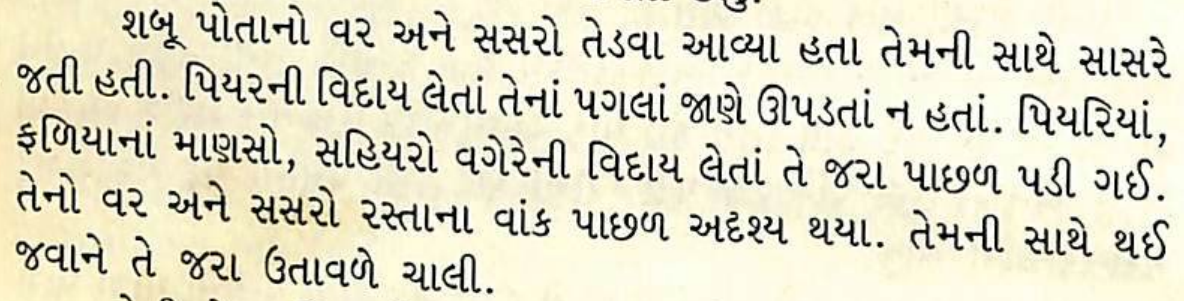 શબૂ પોતાનો વર અને સસરો તેડવા આવ્યા હતા તેમની સાથે સાસરે
જતી હતી. પિયરની વિદાય લેતાં તેનાં પગલાં જાણે ઊપડતાં ન હતાં. પિયરિયાં,
ફળિયાનાં માણસો, સહિયરો વગેરેની વિદાય લેતાં તે જરા પાછળ પડી ગઈ.
તેનો વર અને સસરો રસ્તાના વાંક પાછળ અદૃશ્ય થયા. તેમની સાથે થઈ
જવાને તે જરા ઉતાવળે ચાલી.